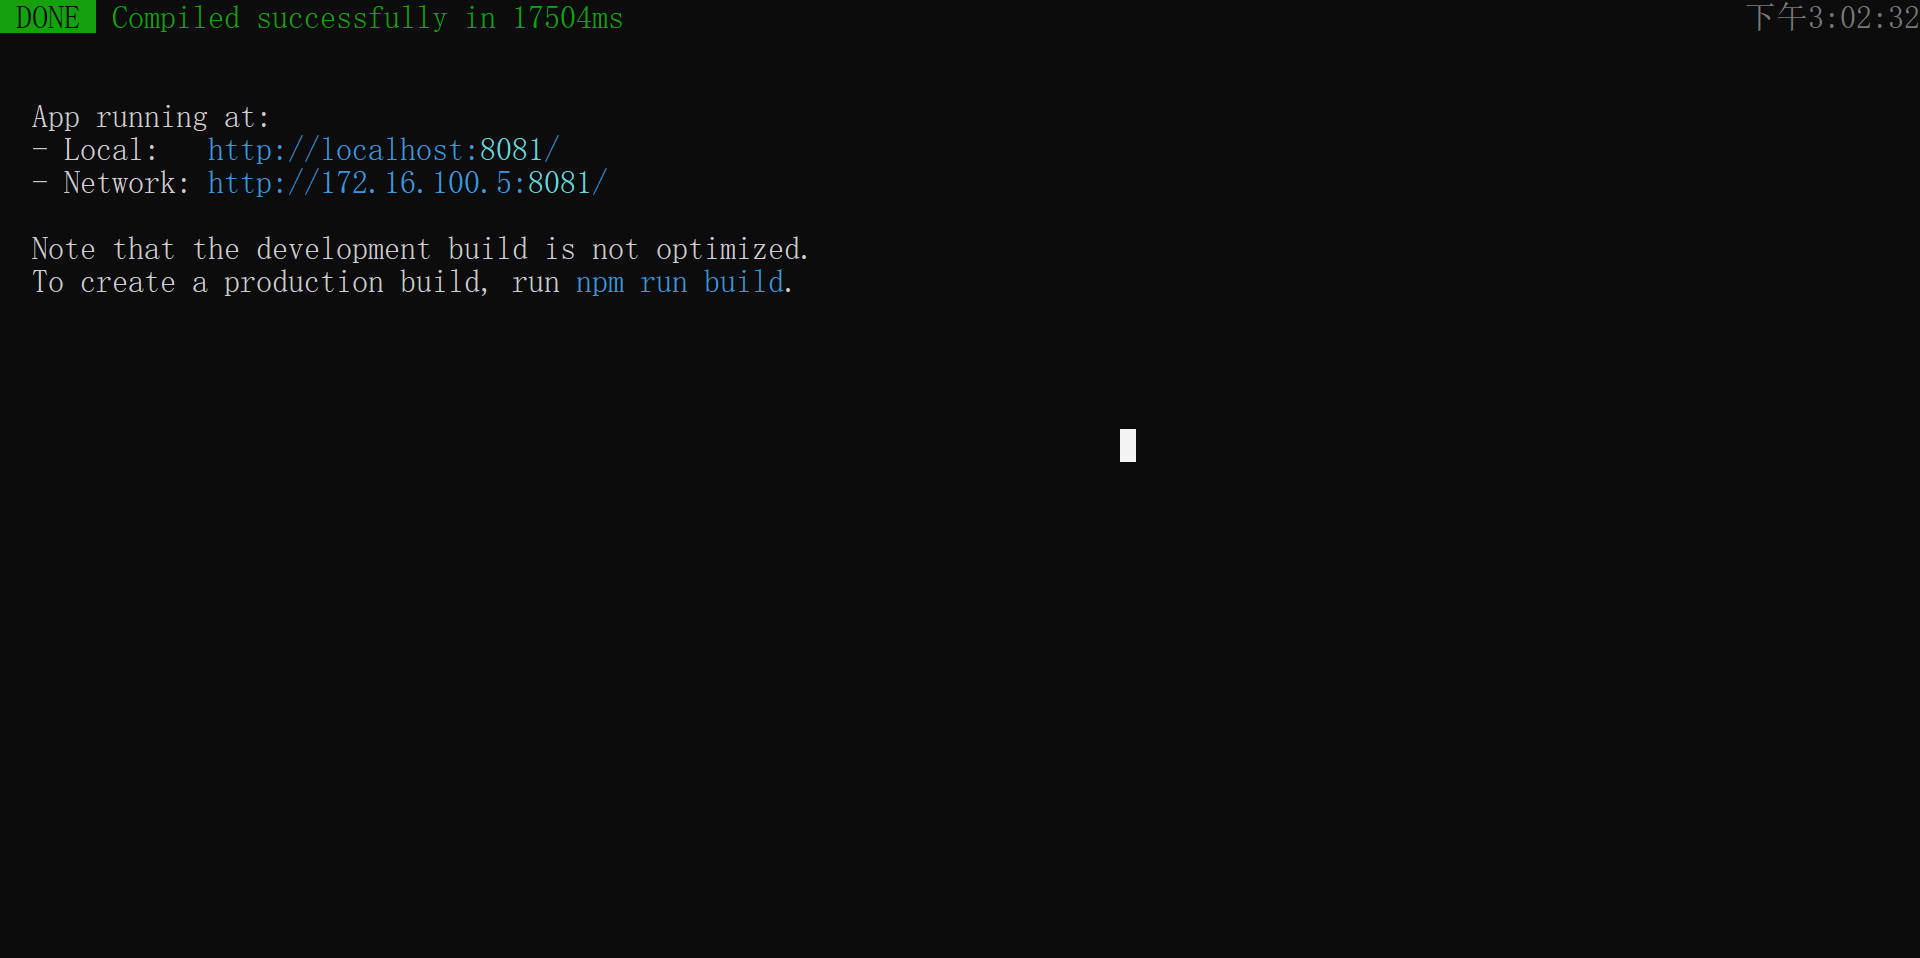 DONE Compiled successfully in 17504ms 下午3:02:32
App running at:
- Local: http://localhost:8081/
- Network: http://172.16.100.5:8081/
Note that the development build is not optimized.
To create a production build, run npm run build.